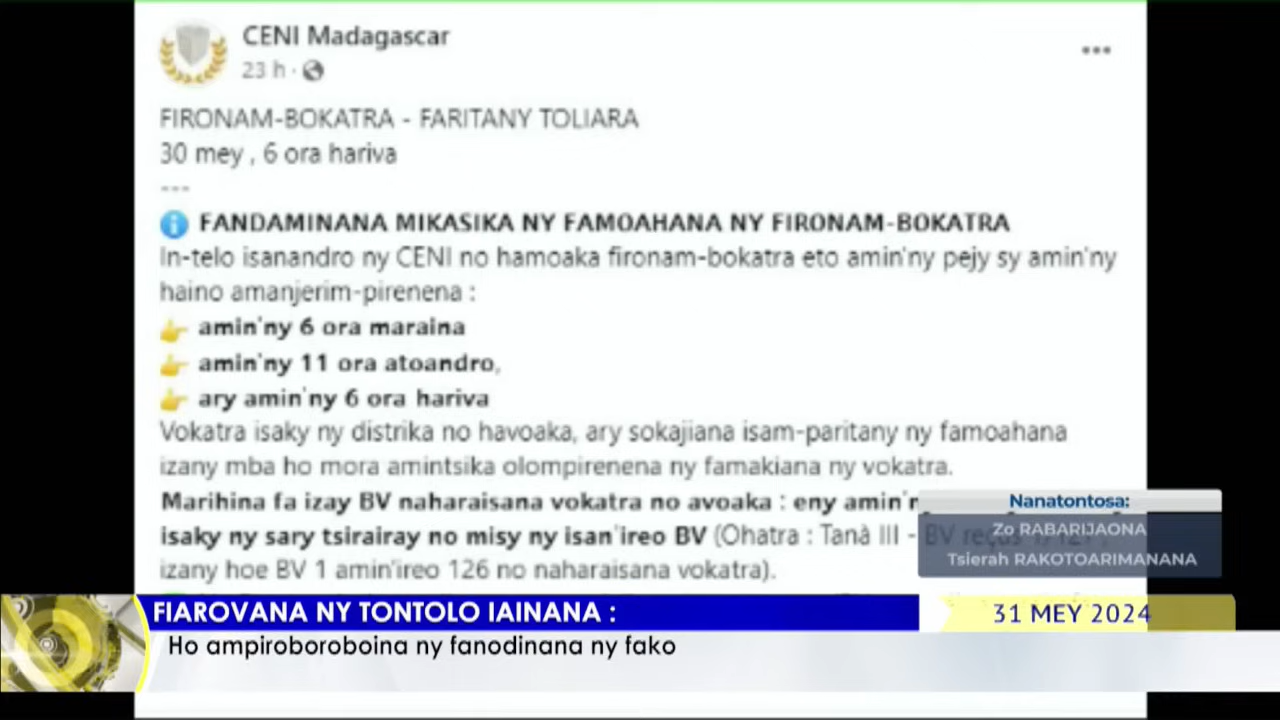 CENI Madagascar
23 h ·
FIRONAM-BOKATRA - FARITANY TOLIARA
30 mey , 6 ora hariva
---
FANDAMINANA MIKASIKA NY FAMOAHANA NY FIRONAM-BOKATRA
In-telo isanandro ny CENI no hamoaka fironam-bokatra eto amin'ny pejy sy amin'ny
haino amanjerim-pirenena :
amin'ny 6 ora maraina
amin'ny 11 ora atoandro,
ary amin'ny 6 ora hariva
Vokatra isaky ny distrika no havoaka, ary sokajiana isam-paritany ny famoahana
izany mba ho mora amintsika olompirenena ny famakiana ny vokatra.
Marihina fa izay BV naharaisana vokatra no avoaka : eny
isaky ny sary tsirairay no misy ny isan'ireo BV (Ohatra : Tanà III - BV
izany hoe BV 1 amin'ireo 126 no naharaisana vokatra).
Nanatontosa:
Zo RABARIJAONA
Tsierah RAKOTOARIMANANA
FIAROVANA NY TONTOLO IAINANA :
31 MEY 2024
Ho ampiroboroboina ny fanodinana ny fako